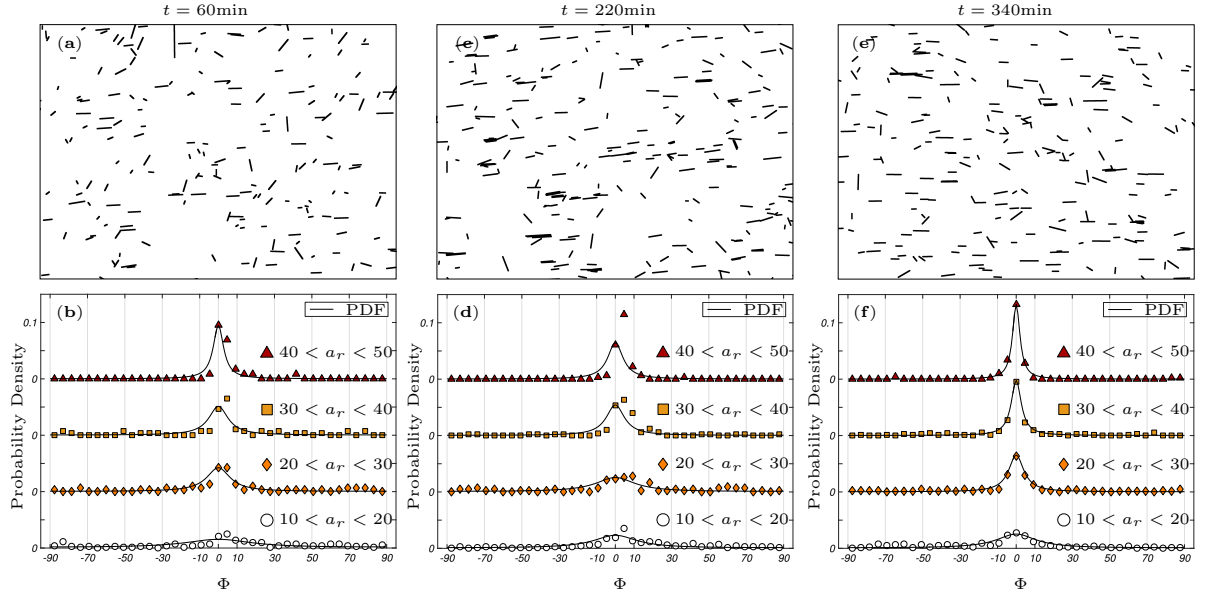 t = 60min
t = 220min
t = 340min
(a)
(c)
(e)
(b)
PDF
Probability Density
0.1
0
0
0
0
40 < a_r < 50
30 < a_r < 40
20 < a_r < 30
10 < a_r < 20
-90 -70 -50 -30 -10 0 10 30 50 70 90
Φ
(d)
PDF
Probability Density
0.1
0
0
0
0
40 < a_r < 50
30 < a_r < 40
20 < a_r < 30
10 < a_r < 20
-90 -70 -50 -30 -10 0 10 30 50 70 90
Φ
(f)
PDF
Probability Density
0.1
0
0
0
0
40 < a_r < 50
30 < a_r < 40
20 < a_r < 30
10 < a_r < 20
-90 -70 -50 -30 -10 0 10 30 50 70 90
Φ